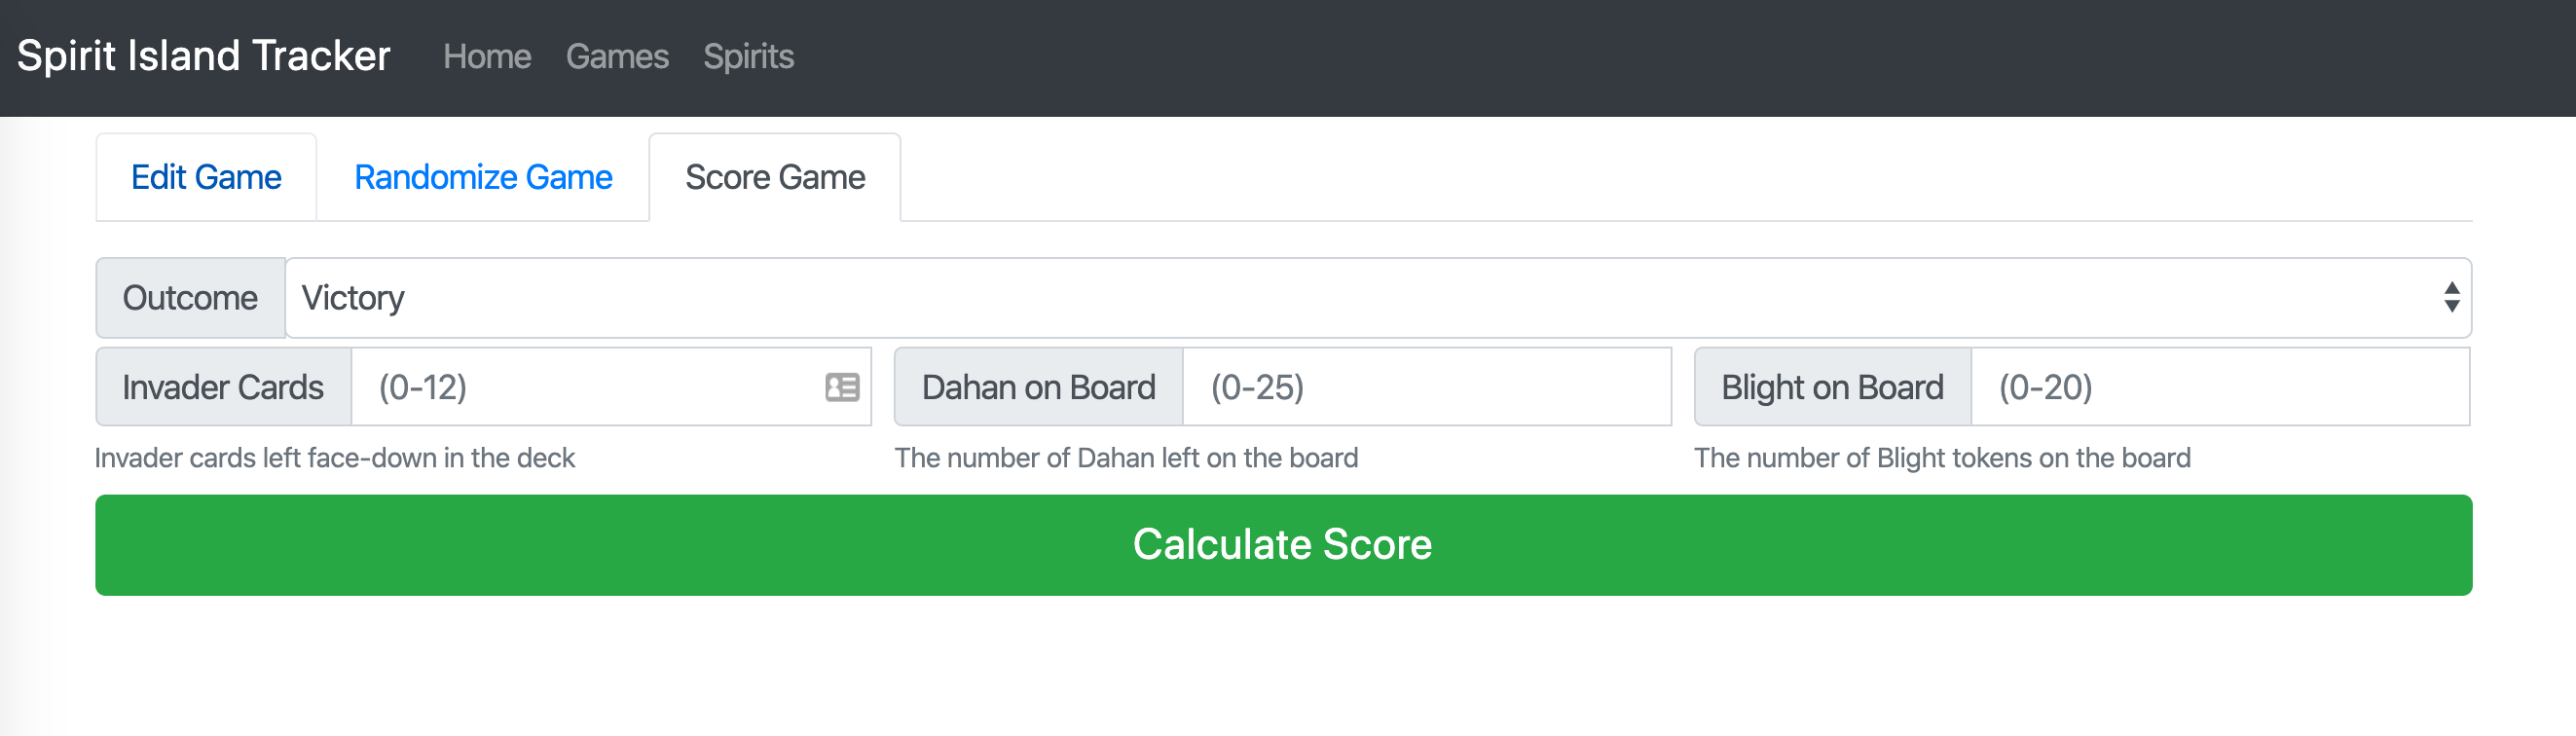 Spirit Island Tracker Home Games Spirits
Edit Game Randomize Game Score Game
Outcome Victory
Invader Cards (0-12) Dahan on Board (0-25) Blight on Board (0-20)
Invader cards left face-down in the deck The number of Dahan left on the board The number of Blight tokens on the board
Calculate Score